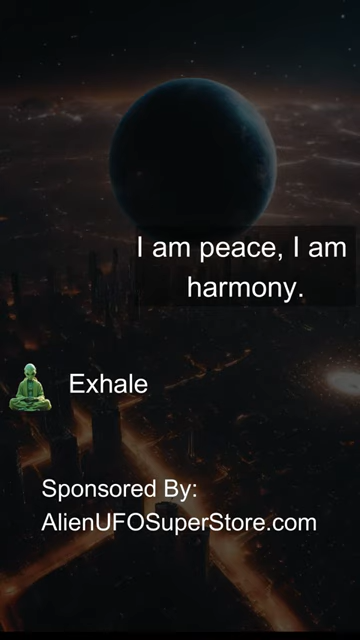 I am peace, I am
harmony.
Exhale
Sponsored By:
AlienUFOSuperStore.com